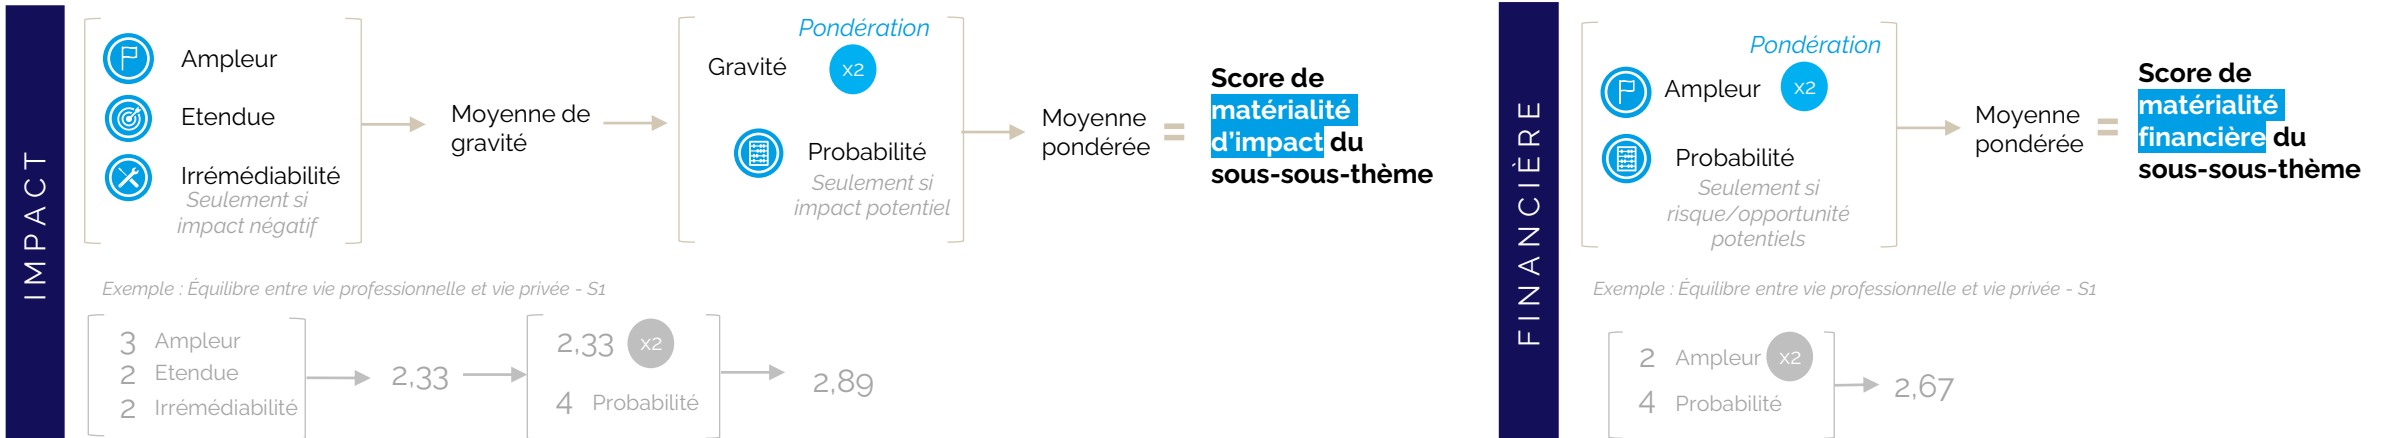 IMPACT
Ampleur
Etendue
Irrémédiabilité
Seulement si
impact négatif
Moyenne de
gravité
Pondération
Gravité
x2
Probabilité
Seulement si
impact potentiel
Moyenne
pondérée
=
Score de
matérialité
d'impact du
sous-sous-thème
Exemple : Équilibre entre vie professionnelle et vie privée - S1
3 Ampleur
2 Etendue
2 Irrémédiabilité
2,33
2,33 x2
4 Probabilité
2,89
FINANCIÈRE
Pondération
Ampleur x2
Probabilité
Seulement si
risque/opportunité
potentiels
Moyenne
pondérée
=
Score de
matérialité
financière du
sous-sous-thème
Exemple : Équilibre entre vie professionnelle et vie privée - S1
2 Ampleur x2
4 Probabilité
2,67